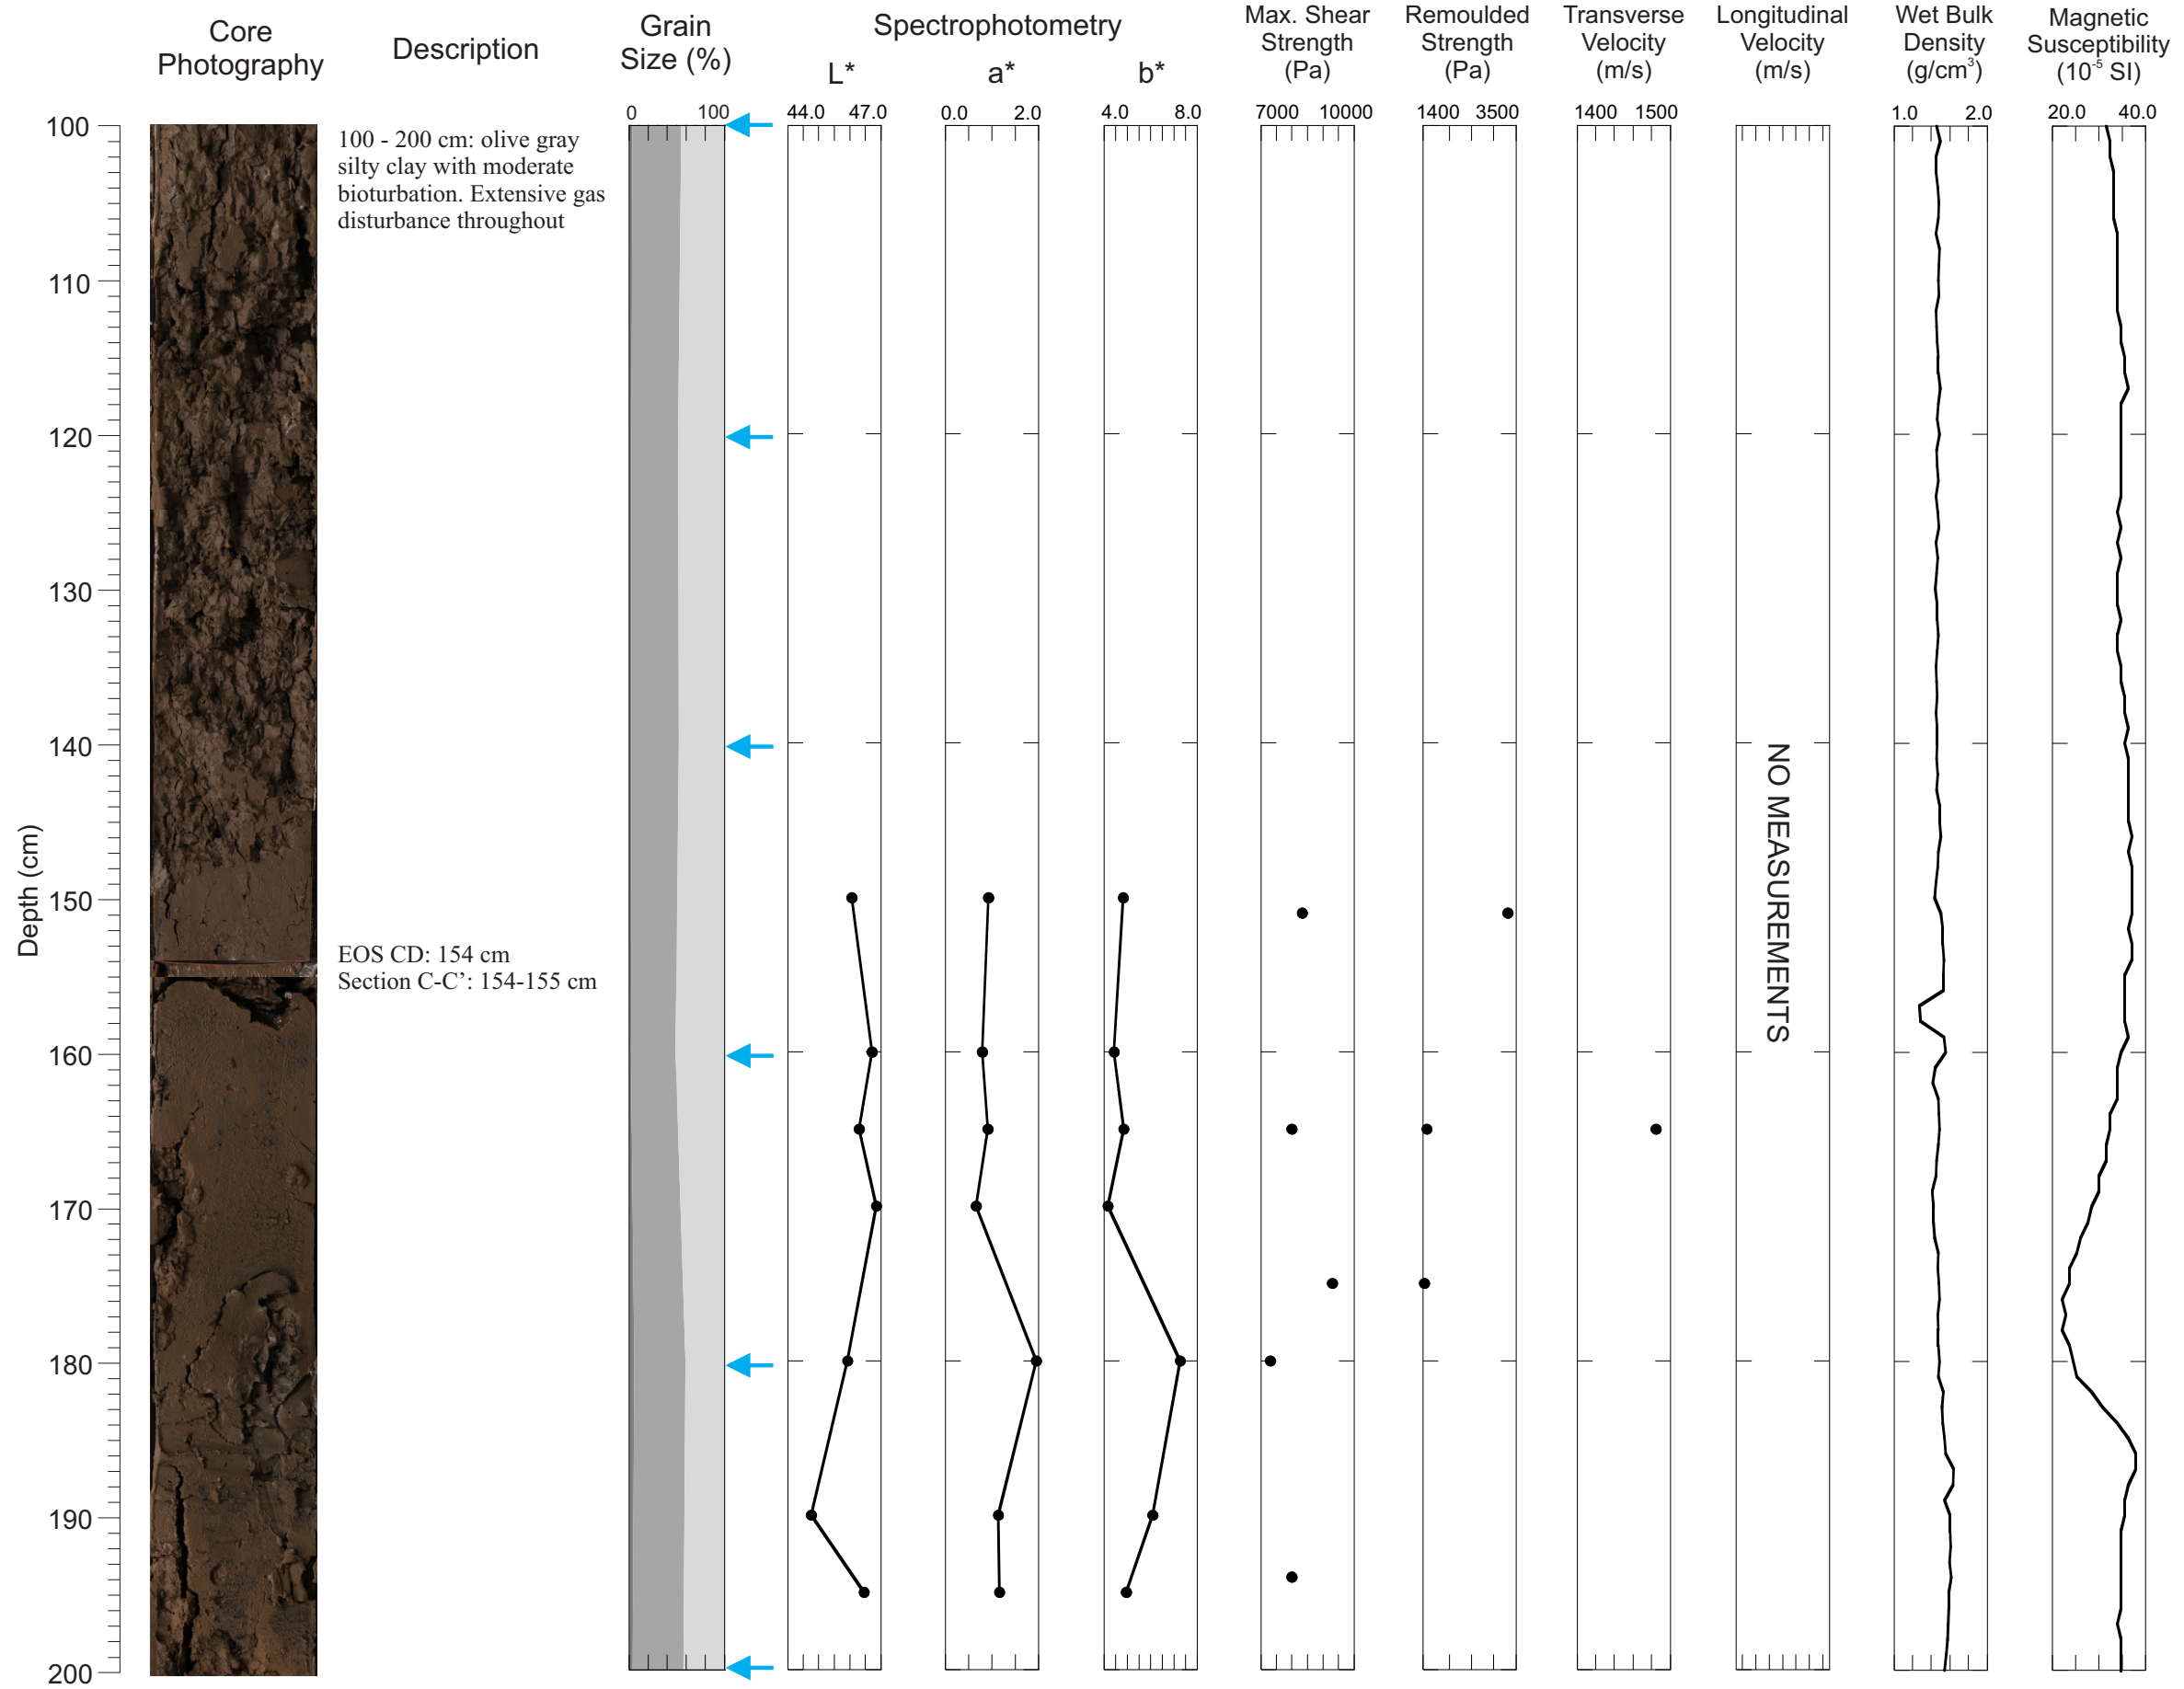 Core
Photography
Description
Grain
Size (%)
Spectrophotometry
L*
a*
b*
Max. Shear
Strength
(Pa)
Remoulded
Strength
(Pa)
Transverse
Velocity
(m/s)
Longitudinal
Velocity
(m/s)
Wet Bulk
Density
(g/cm³)
Magnetic
Susceptibility
(10⁻⁵ SI)
0 100
44.0 47.0
0.0 2.0
4.0 8.0
7000 10000
1400 3500
1400 1500
1.0 2.0
20.0 40.0
100 - 200 cm: olive gray
silty clay with moderate
bioturbation. Extensive gas
disturbance throughout
EOS CD: 154 cm
Section C-C’: 154-155 cm
NO MEASUREMENTS
Depth (cm)
100
110
120
130
140
150
160
170
180
190
200